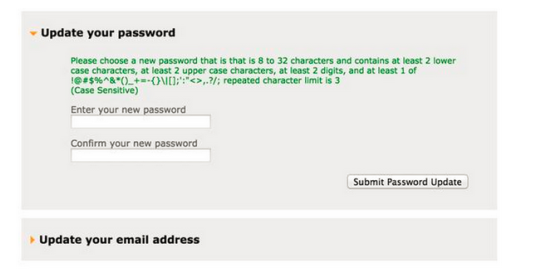 Update your password
Please choose a new password that is that is 8 to 32 characters and contains at least 2 lower
case characters, at least 2 upper case characters, at least 2 digits, and at least 1 of
!@#$%^&*()_+=-{}\|[];':"<>,.?/; repeated character limit is 3
(Case Sensitive)
Enter your new password
Confirm your new password
Submit Password Update
Update your email address